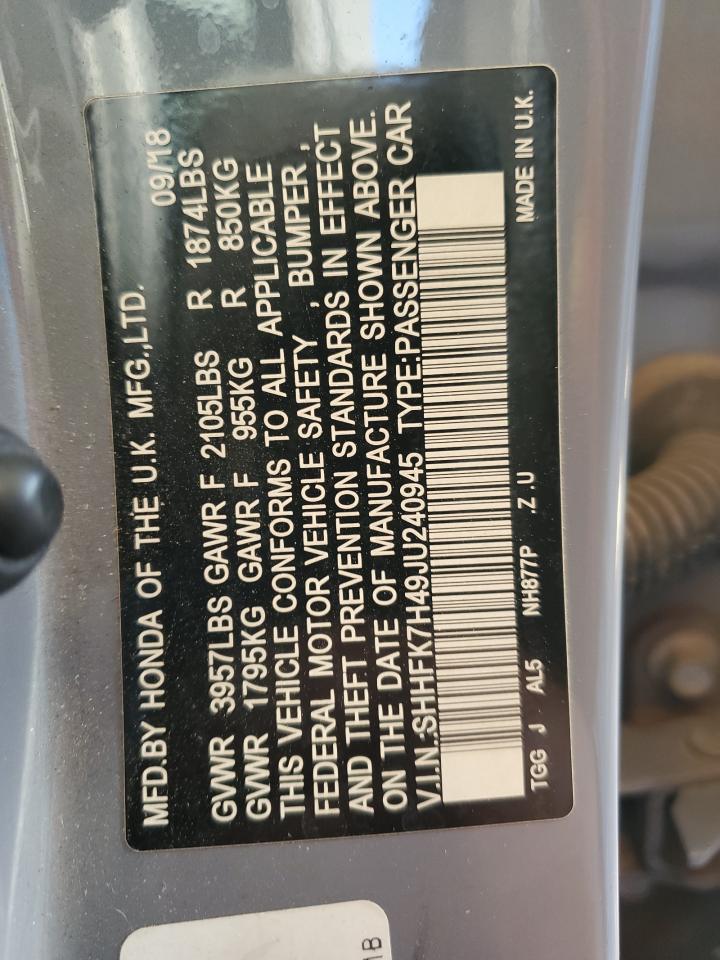 MFD.BY HONDA OF THE U.K. MFG.,LTD. 09/18
GVWR 3957LBS GAWR F 2105LBS R 1874LBS
GVWR 1795KG GAWR F 955KG R 850KG
THIS VEHICLE CONFORMS TO ALL APPLICABLE
FEDERAL MOTOR VEHICLE SAFETY , BUMPER ,
AND THEFT PREVENTION STANDARDS IN EFFECT
ON THE DATE OF MANUFACTURE SHOWN ABOVE.
V.I.N.:SHHFK7H49JU240945 TYPE:PASSENGER CAR
TGG J AL5 NH877P .Z .U MADE IN U.K.